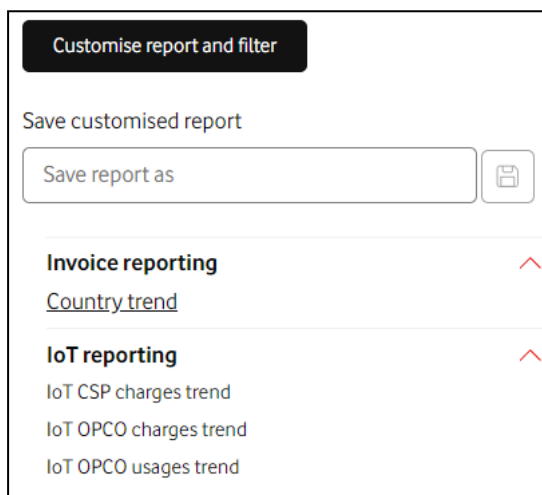 Customise report and filter
Save customised report
Save report as
Invoice reporting
Country trend
IoT reporting
IoT CSP charges trend
IoT OPCO charges trend
IoT OPCO usages trend